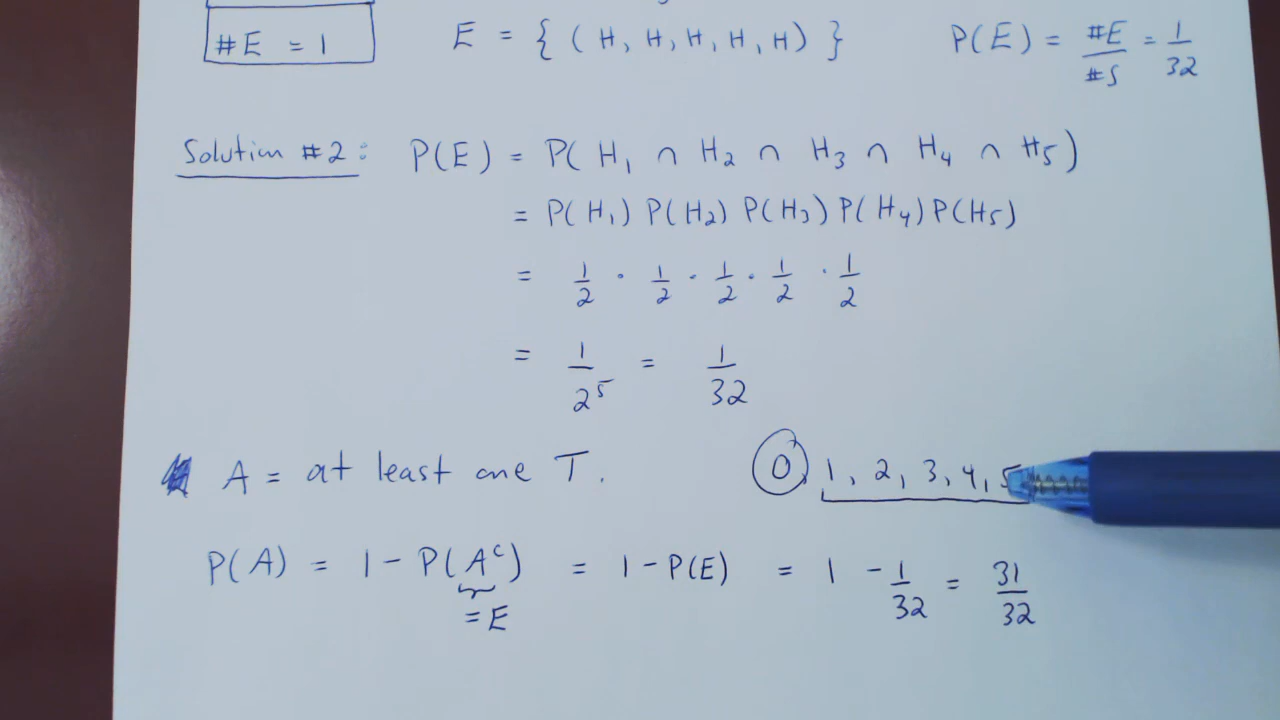 #E = 1
E = { (H, H, H, H, H) }
P(E) = #E/#S = 1/32
Solution #2: P(E) = P( H₁ ∩ H₂ ∩ H₃ ∩ H₄ ∩ H₅ )
= P(H₁) P(H₂) P(H₃) P(H₄) P(H₅)
= 1/2 · 1/2 · 1/2 · 1/2 · 1/2
= 1/2⁵ = 1/32
A = at least one T.
0, 1, 2, 3, 4, 5
P(A) = 1 - P(Aᶜ) = 1 - P(E) = 1 - 1/32 = 31/32
= E